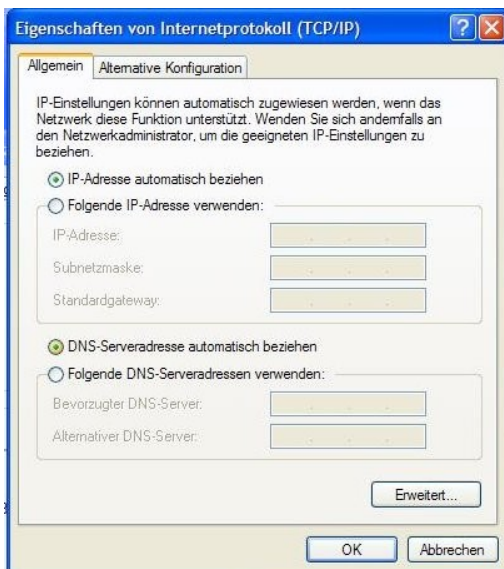 Eigenschaften von Internetprotokoll (TCP/IP)
Allgemein
Alternative Konfiguration
IP-Einstellungen können automatisch zugewiesen werden, wenn das
Netzwerk diese Funktion unterstützt. Wenden Sie sich andernfalls an
den Netzwerkadministrator, um die geeigneten IP-Einstellungen zu
beziehen.
IP-Adresse automatisch beziehen
Folgende IP-Adresse verwenden:
IP-Adresse:
Subnetzmaske:
Standardgateway:
DNS-Serveradresse automatisch beziehen
Folgende DNS-Serveradressen verwenden:
Bevorzugter DNS-Server:
Alternativer DNS-Server:
Erweitert...
OK
Abbrechen